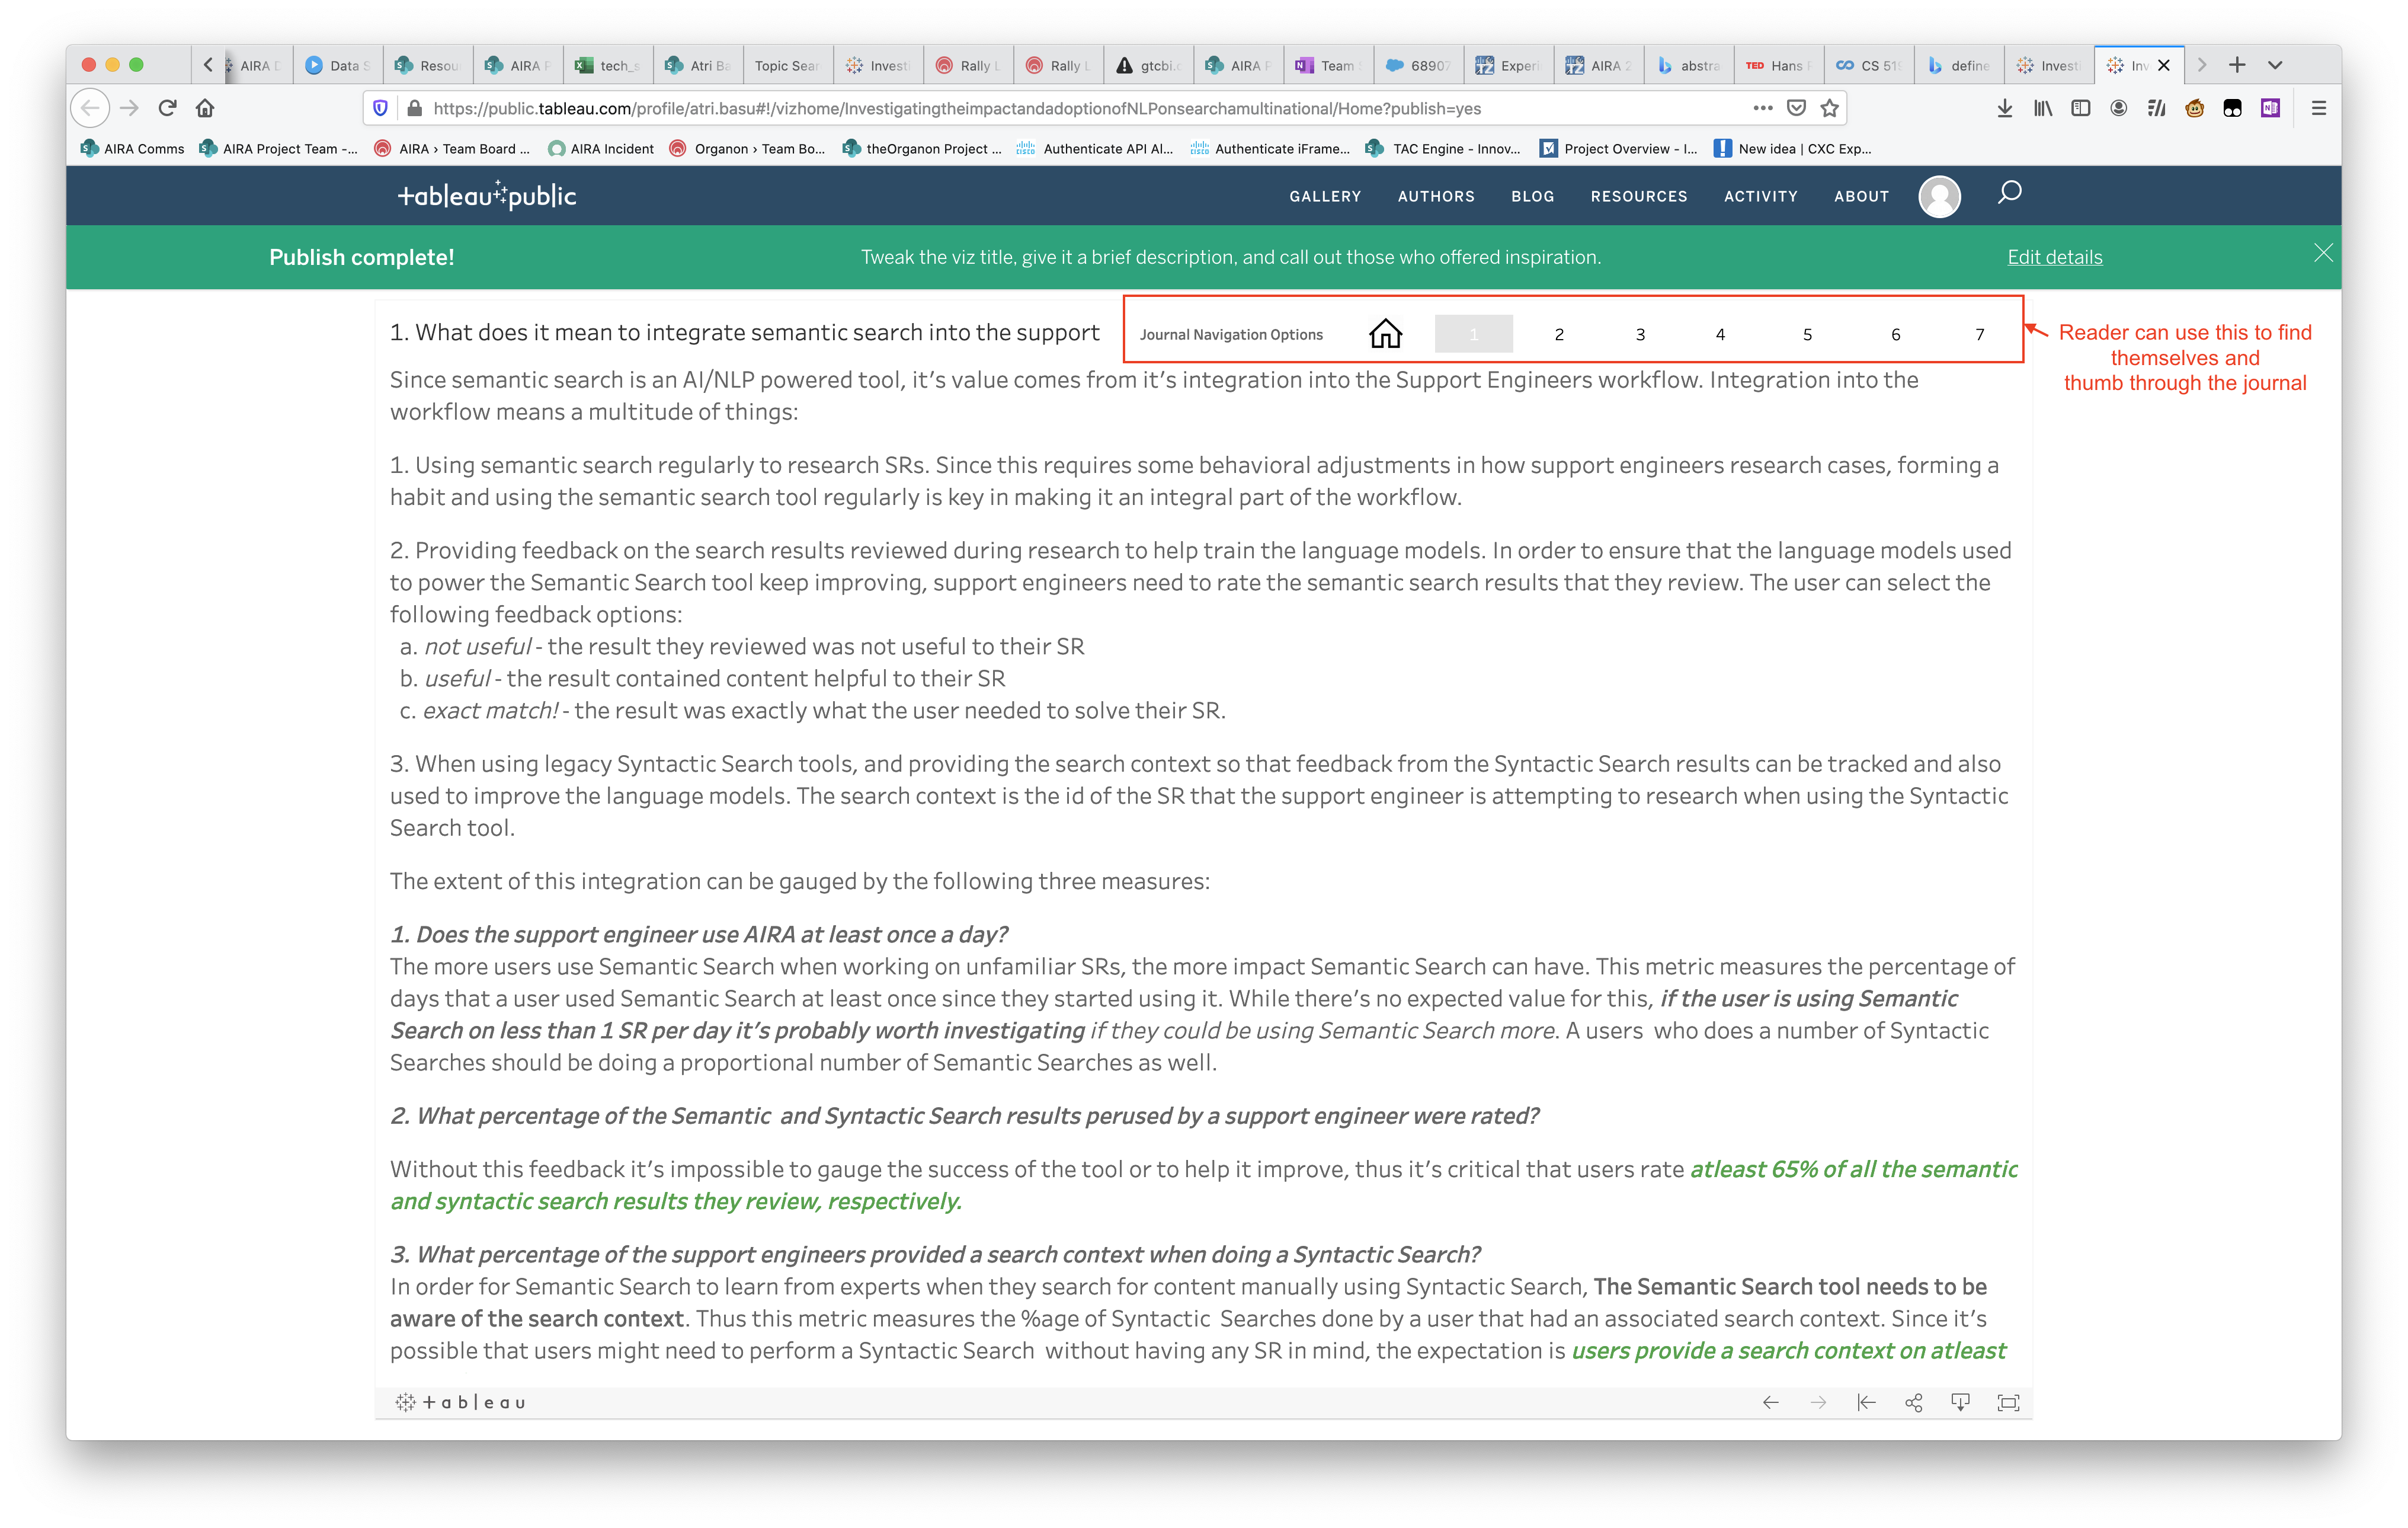 AIRA D
Data S
Resou
AIRA P
tech_s
Atri Ba
Topic Sear
Investi
Rally L
Rally L
gtcbi.c
AIRA P
Team
68907
Experi
AIRA 2
abstra
TED Hans R
CS 519
define
Investi
Inv
https://public.tableau.com/profile/atri.basu#!/vizhome/InvestigatingtheimpactandadoptionofNLPonsearchamultinational/Home?publish=yes
AIRA Comms
AIRA Project Team -...
AIRA › Team Board ...
AIRA Incident
Organon › Team Bo...
theOrganon Project ...
Authenticate API AI...
Authenticate iFrame...
TAC Engine - Innov...
Project Overview - I...
New idea | CXC Exp...
+ableau public
GALLERY
AUTHORS
BLOG
RESOURCES
ACTIVITY
ABOUT
Publish complete!
Tweak the viz title, give it a brief description, and call out those who offered inspiration.
Edit details
1. What does it mean to integrate semantic search into the support
Journal Navigation Options
1 2 3 4 5 6 7
Reader can use this to find
themselves and
thumb through the journal
Since semantic search is an AI/NLP powered tool, it's value comes from it's integration into the Support Engineers workflow. Integration into the
workflow means a multitude of things:
1. Using semantic search regularly to research SRs. Since this requires some behavioral adjustments in how support engineers research cases, forming a
habit and using the semantic search tool regularly is key in making it an integral part of the workflow.
2. Providing feedback on the search results reviewed during research to help train the language models. In order to ensure that the language models used
to power the Semantic Search tool keep improving, support engineers need to rate the semantic search results that they review. The user can select the
following feedback options:
a. not useful - the result they reviewed was not useful to their SR
b. useful - the result contained content helpful to their SR
c. exact match! - the result was exactly what the user needed to solve their SR.
3. When using legacy Syntactic Search tools, and providing the search context so that feedback from the Syntactic Search results can be tracked and also
used to improve the language models. The search context is the id of the SR that the support engineer is attempting to research when using the Syntactic
Search tool.
The extent of this integration can be gauged by the following three measures:
1. Does the support engineer use AIRA at least once a day?
The more users use Semantic Search when working on unfamiliar SRs, the more impact Semantic Search can have. This metric measures the percentage of
days that a user used Semantic Search at least once since they started using it. While there's no expected value for this, if the user is using Semantic
Search on less than 1 SR per day it's probably worth investigating if they could be using Semantic Search more. A users who does a number of Syntactic
Searches should be doing a proportional number of Semantic Searches as well.
2. What percentage of the Semantic and Syntactic Search results perused by a support engineer were rated?
Without this feedback it's impossible to gauge the success of the tool or to help it improve, thus it's critical that users rate atleast 65% of all the semantic
and syntactic search results they review, respectively.
3. What percentage of the support engineers provided a search context when doing a Syntactic Search?
In order for Semantic Search to learn from experts when they search for content manually using Syntactic Search, The Semantic Search tool needs to be
aware of the search context. Thus this metric measures the %age of Syntactic Searches done by a user that had an associated search context. Since it's
possible that users might need to perform a Syntactic Search without having any SR in mind, the expectation is users provide a search context on atleast
+ableau